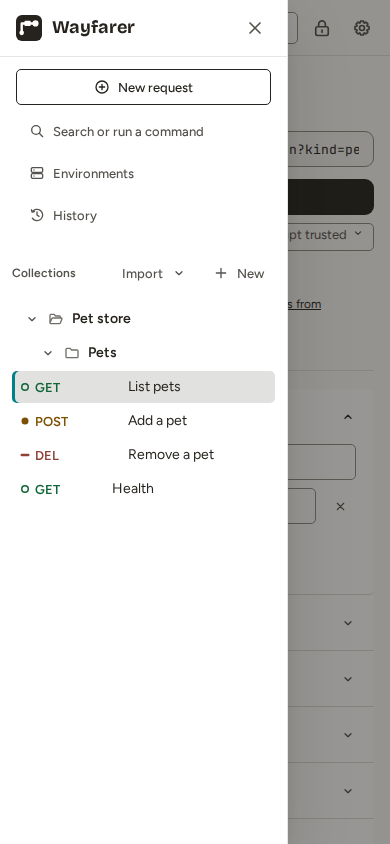 Wayfarer
New request
Search or run a command
n?kind=pe
Environments
History
pt trusted
Collections
Import
New
s from
Pet store
Pets
GET List pets
POST Add a pet
DEL Remove a pet
GET Health